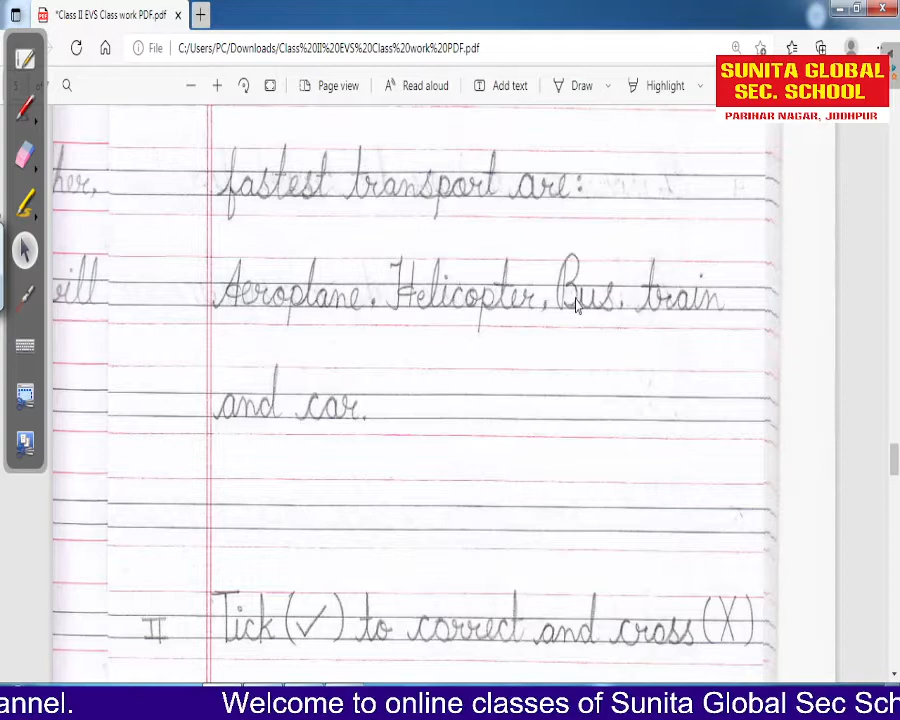 *Class II EVS Class work PDF.pdf
File C:/Users/PC/Downloads/Class%20II%20EVS%20Class%20work%20PDF.pdf
Page view Read aloud Add text Draw Highlight
SUNITA GLOBAL
SEC. SCHOOL
PARIHAR NAGAR, JODHPUR
her, fastest transport are:
Aeroplane. Helicopter, Bus. train
and car.
II Tick (✓) to correct and cross (X)
annel. Welcome to online classes of Sunita Global Sec Sch